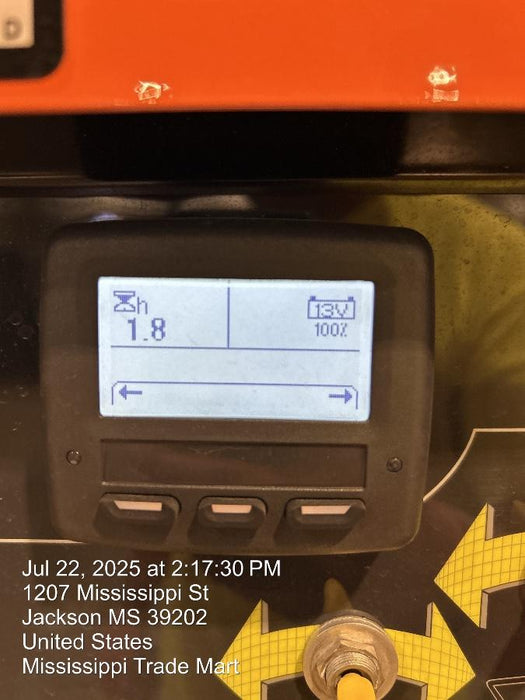 D
h
1.8
13V
100%
Jul 22, 2025 at 2:17:30 PM
1207 Mississippi St
Jackson MS 39202
United States
Mississippi Trade Mart